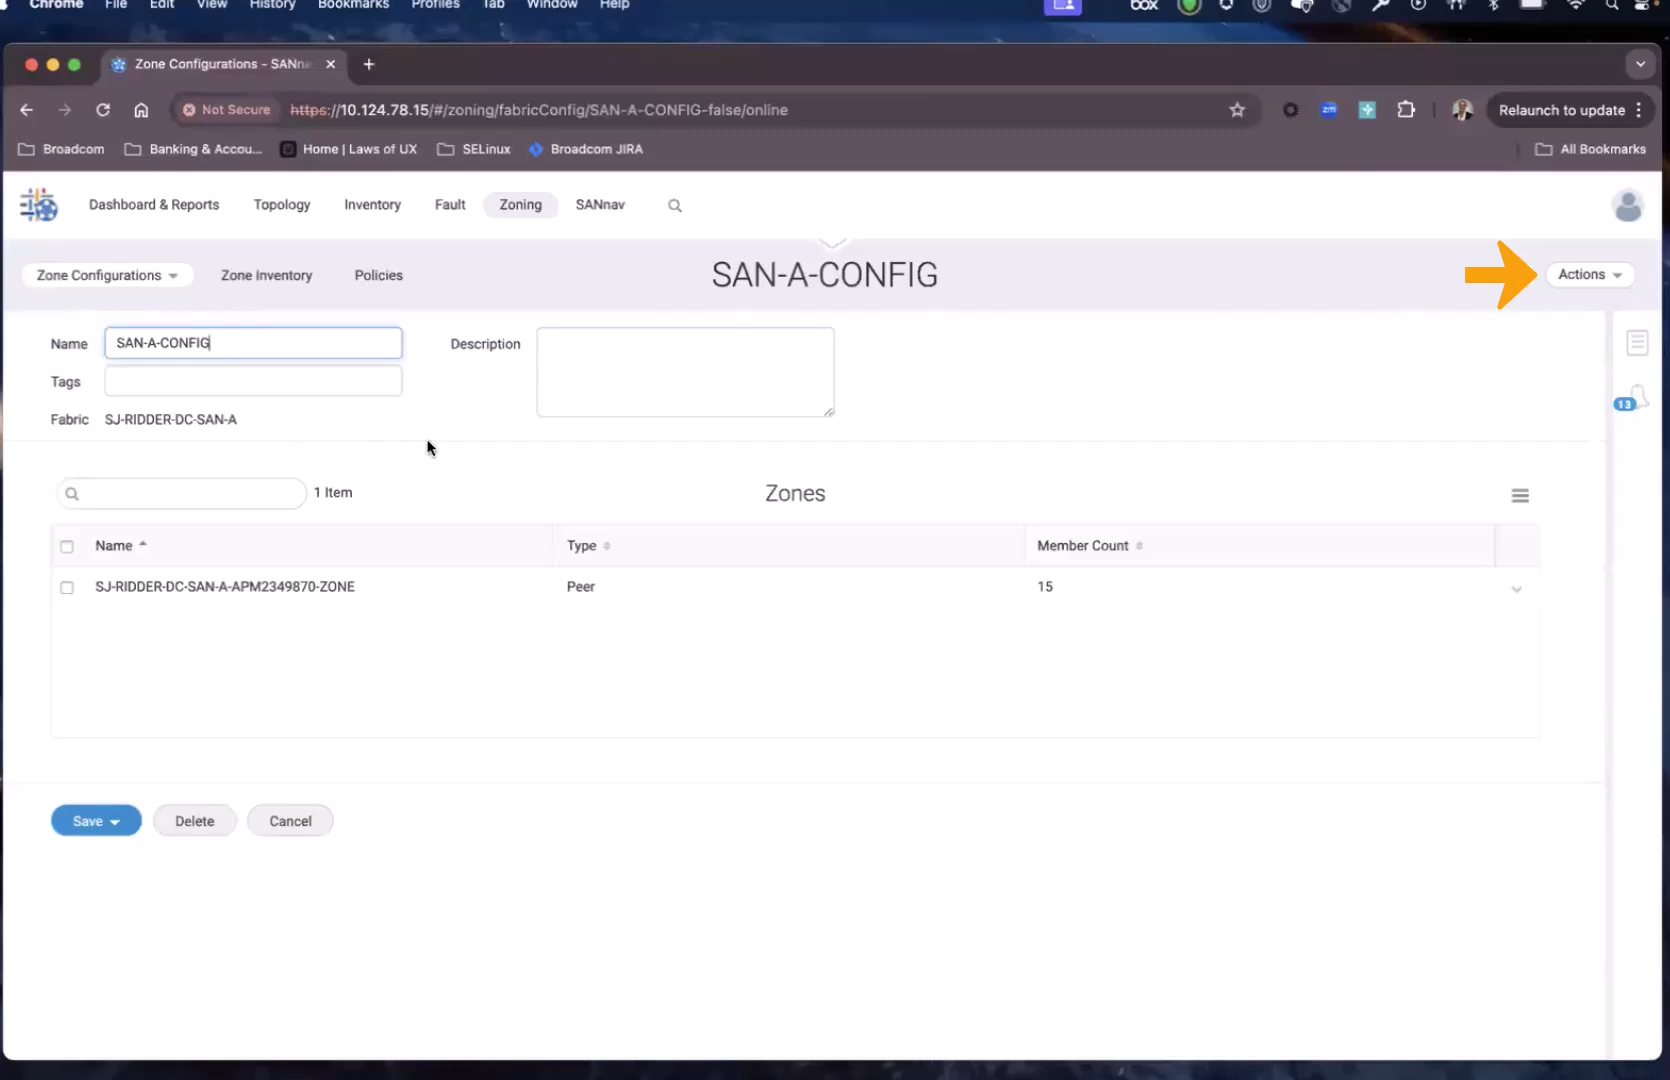 Chrome File Edit View History Bookmarks Profiles Tab Window Help box
Zone Configurations - SANna
Not Secure https://10.124.78.15/#/zoning/fabricConfig/SAN-A-CONFIG-false/online zm Relaunch to update
Broadcom Banking & Accou... Home | Laws of UX SELinux Broadcom JIRA All Bookmarks
Dashboard & Reports Topology Inventory Fault Zoning SANnav
Zone Configurations Zone Inventory Policies SAN-A-CONFIG Actions
Name SAN-A-CONFIG Description
Tags
13
Fabric SJ-RIDDER-DC-SAN-A
1 Item Zones
Name Type Member Count
SJ-RIDDER-DC-SAN-A-APM2349870-ZONE Peer 15
Save Delete Cancel